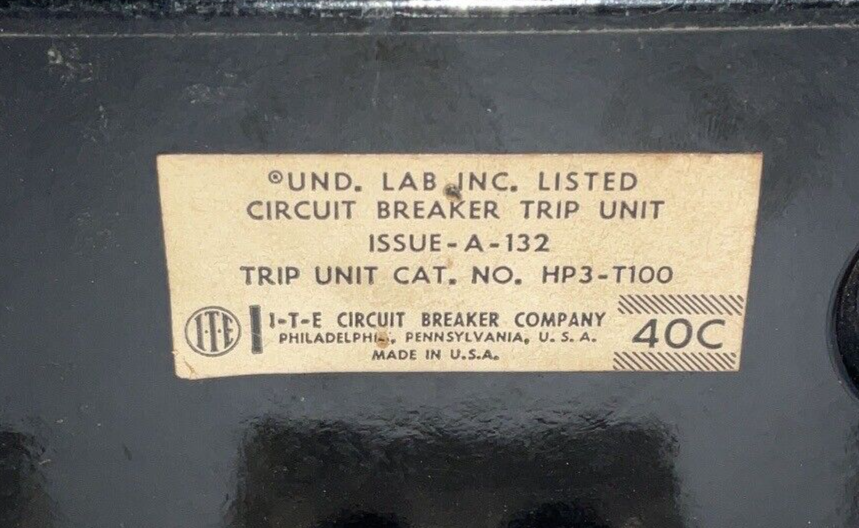 ®UND. LAB. INC. LISTED
CIRCUIT BREAKER TRIP UNIT
ISSUE-A-132
TRIP UNIT CAT. NO. HP3-T100
I-T-E
I-T-E CIRCUIT BREAKER COMPANY
PHILADELPHIA, PENNSYLVANIA, U. S. A.
MADE IN U.S.A.
40C